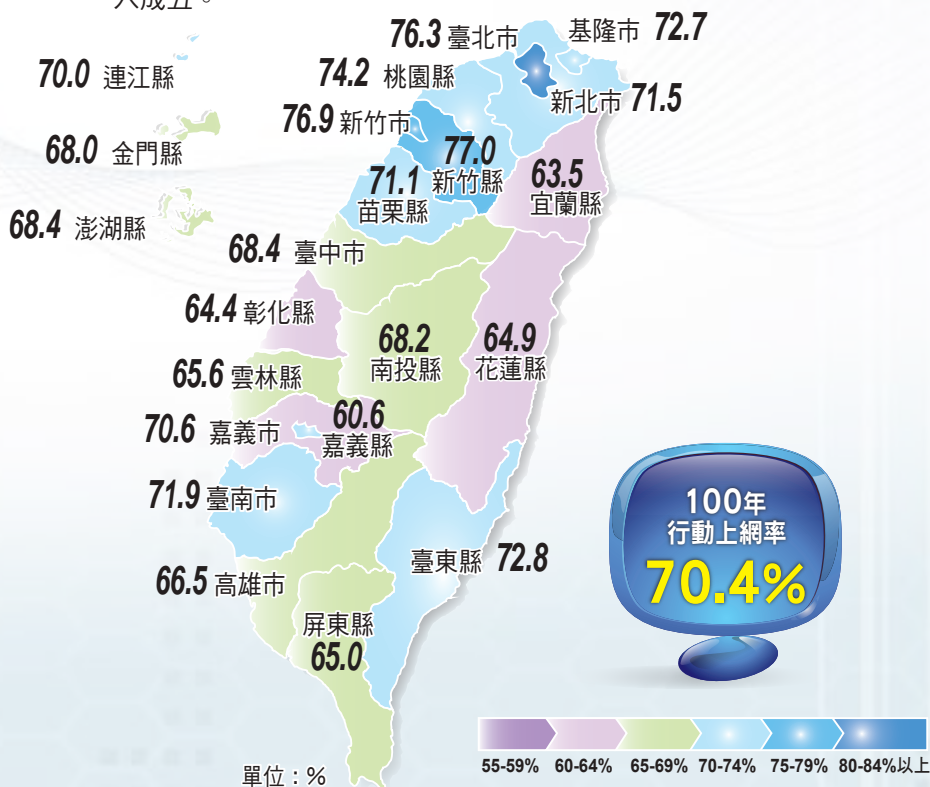 八成五。
76.3 臺北市
基隆市 72.7
70.0 連江縣
74.2 桃園縣
新北市 71.5
76.9 新竹市
77.0
新竹縣
68.0 金門縣
71.1
苗栗縣
63.5
宜蘭縣
68.4 澎湖縣
68.4 臺中市
64.4 彰化縣
68.2
南投縣
64.9
花蓮縣
65.6 雲林縣
60.6
嘉義縣
70.6 嘉義市
71.9 臺南市
臺東縣 72.8
66.5 高雄市
屏東縣
65.0
100年
行動上網率
70.4%
單位：%
55-59% 60-64% 65-69% 70-74% 75-79% 80-84%以上